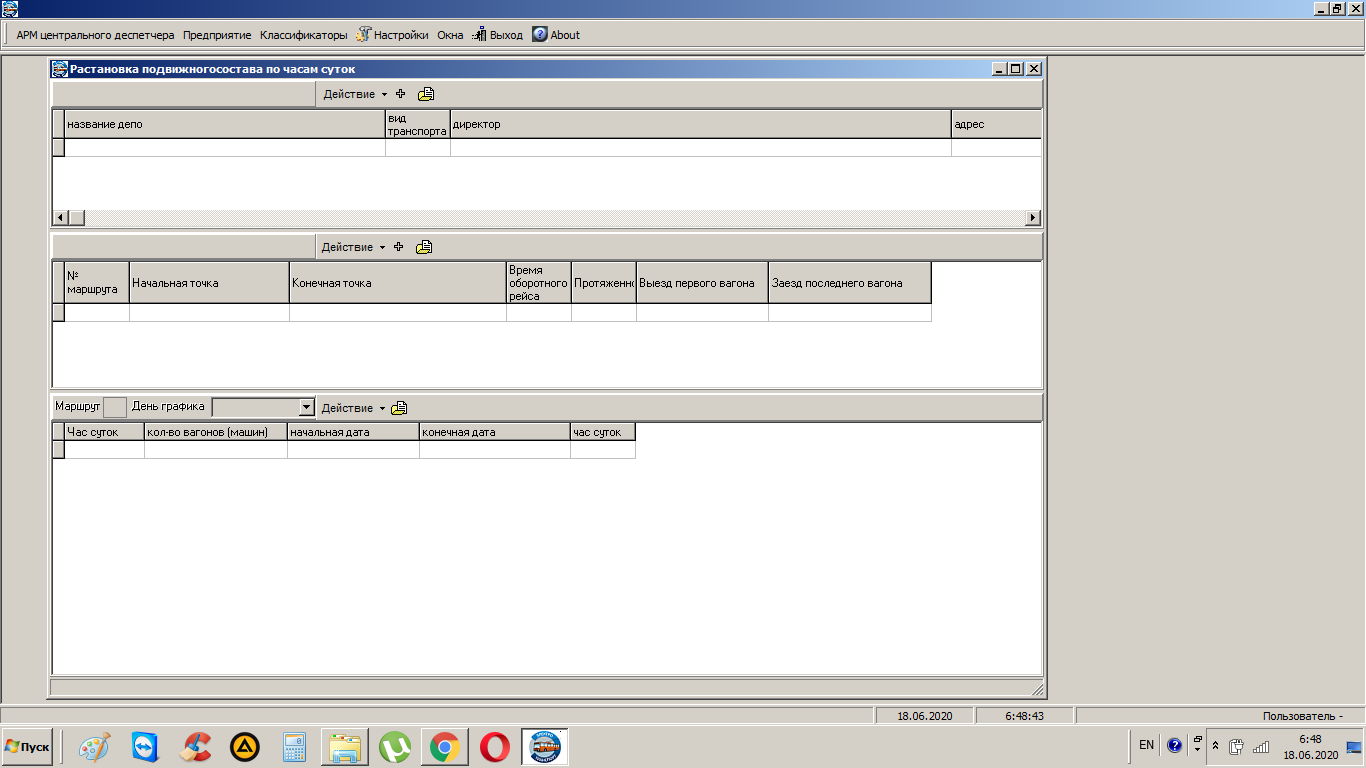 АРМ центрального деспетчера Предприятие Классификаторы Настройки Окна Выход About
Растановка подвижногосостава по часам суток
Действие
название депо
вид
транспорта
директор
адрес
Действие
№
маршрута
Начальная точка
Конечная точка
Время
оборотного
рейса
Протяженно
Выезд первого вагона
Заезд последнего вагона
Маршрут День графика Действие
Час суток кол-во вагонов (машин) начальная дата конечная дата час суток
18.06.2020 6:48:43 Пользователь -
Пуск
EN
6:48
18.06.2020